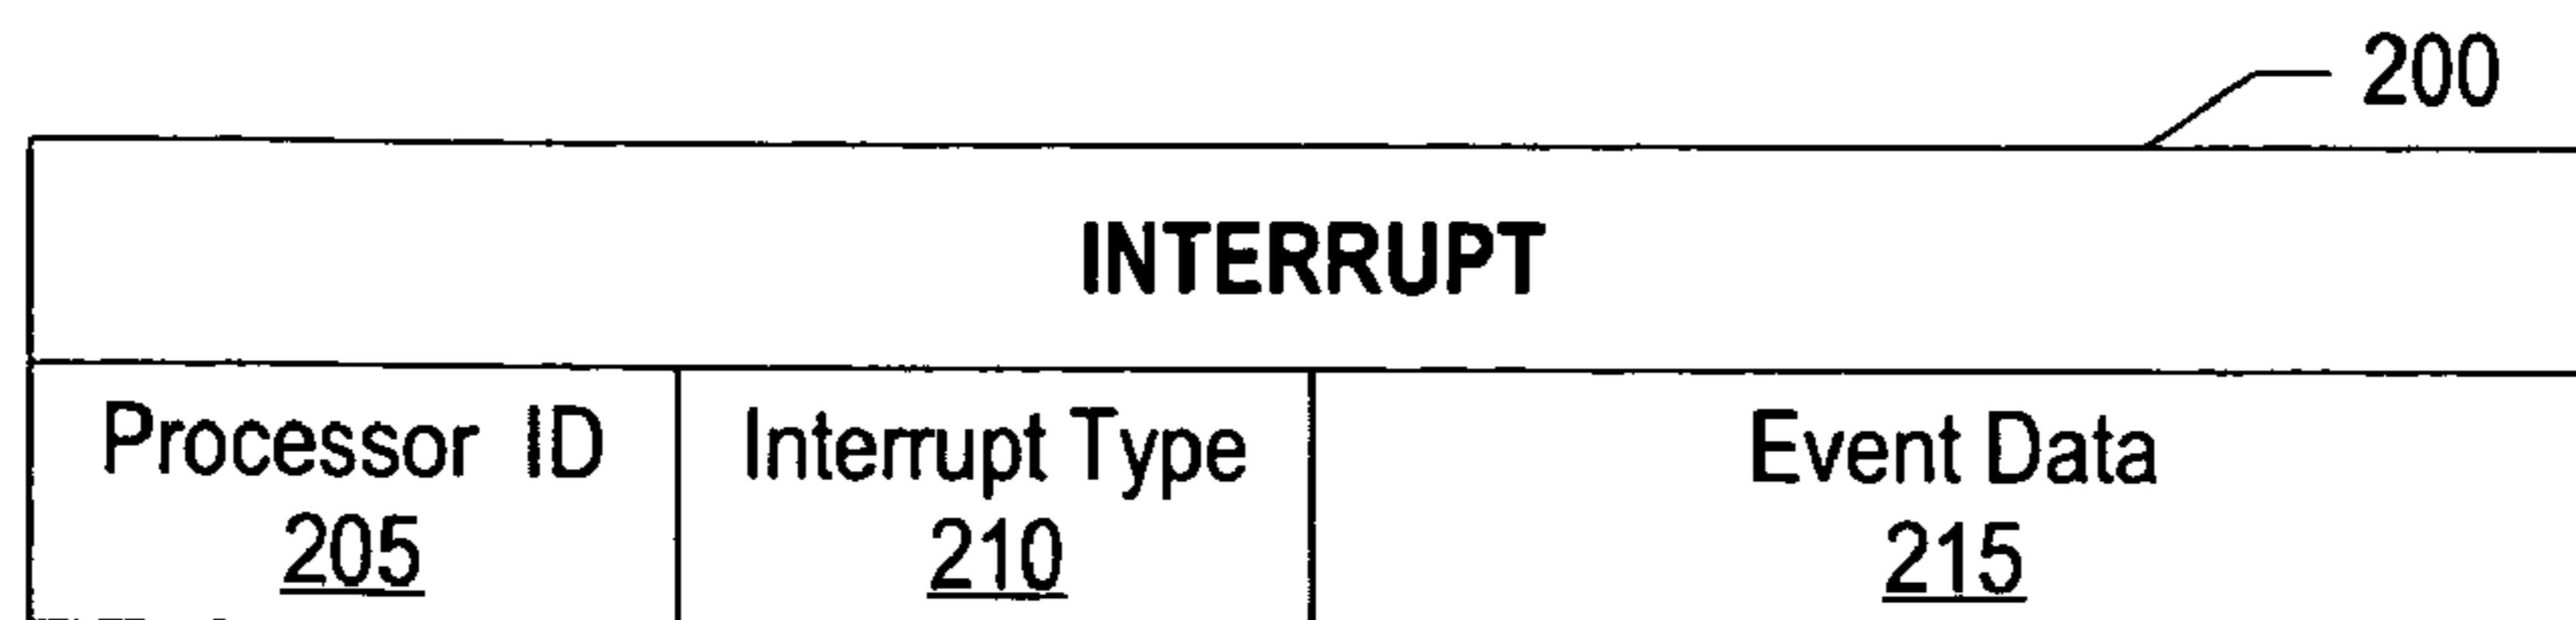 200
INTERRUPT
Processor ID Interrupt Type Event Data
205 210 215